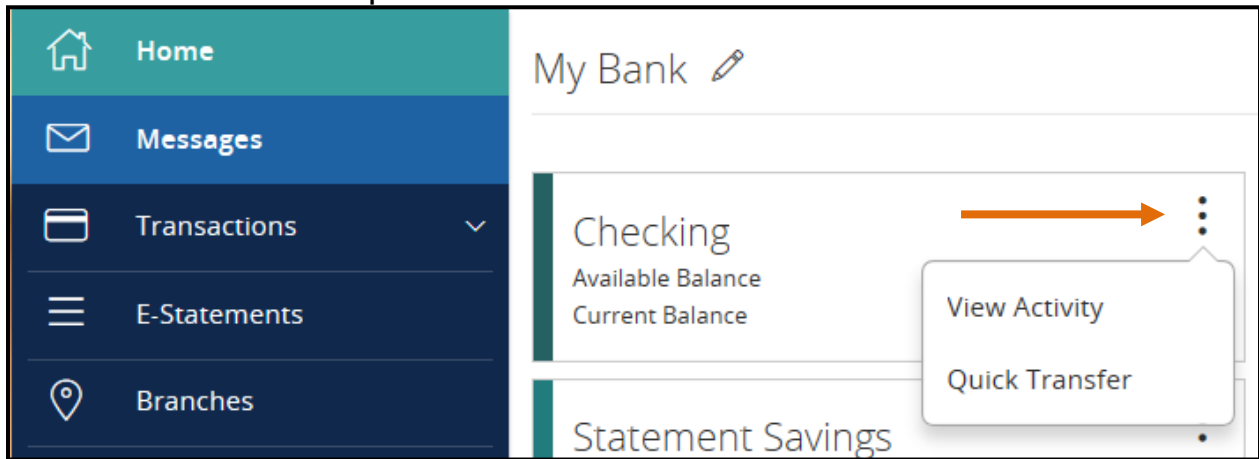 Home
Messages
Transactions
E-Statements
Branches
My Bank
Checking
Available Balance
Current Balance
View Activity
Quick Transfer
Statement Savings